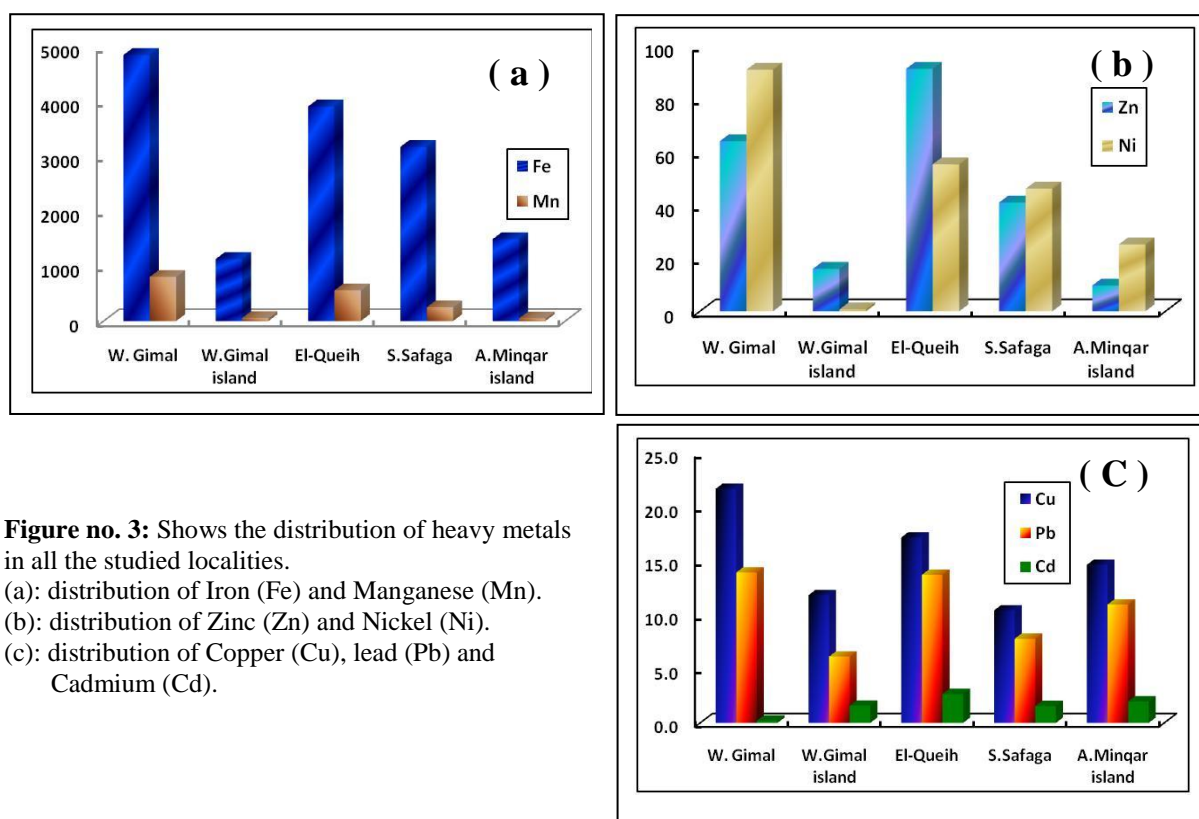 ( a )
5000
4000
3000
2000
1000
0
Fe
Mn
W. Gimal W.Gimal island El-Queih S.Safaga A.Minqar island
( b )
100
80
60
40
20
0
Zn
Ni
W. Gimal W.Gimal island El-Queih S.Safaga A.Minqar island
( C )
25.0
20.0
15.0
10.0
5.0
0.0
Cu
Pb
Cd
W. Gimal W.Gimal island El-Queih S.Safaga A.Minqar island
Figure no. 3: Shows the distribution of heavy metals
in all the studied localities.
(a): distribution of Iron (Fe) and Manganese (Mn).
(b): distribution of Zinc (Zn) and Nickel (Ni).
(c): distribution of Copper (Cu), lead (Pb) and
Cadmium (Cd).